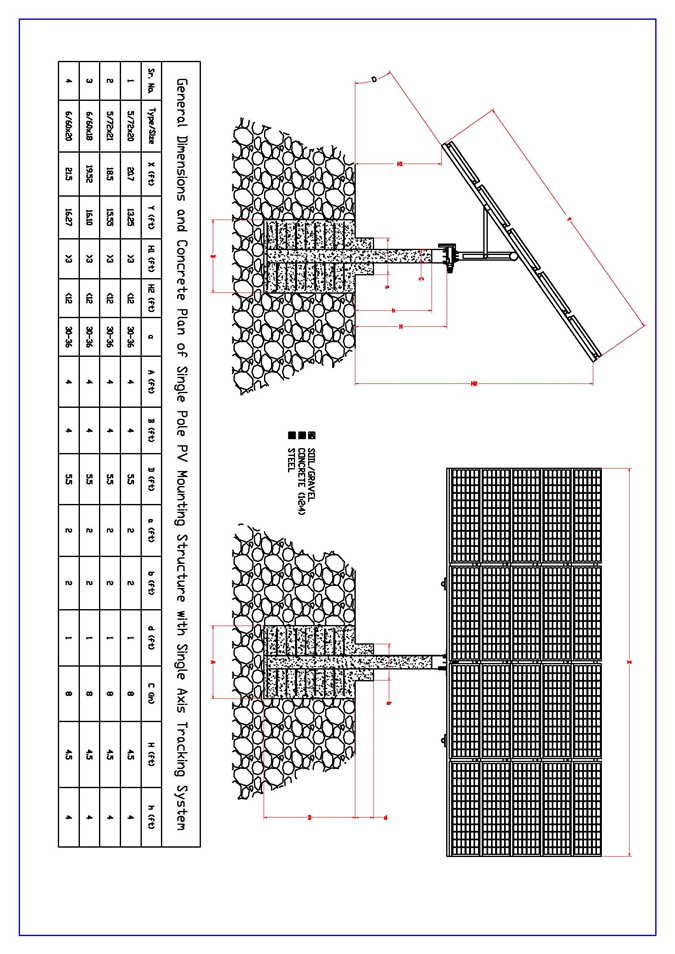 X
Y
H2
H
H1
h
C
D
d
A
SOIL/GRAVEL
CONCRETE (1:2:4)
STEEL
General Dimensions and Concrete Plan of Single Pole PV Mounting Structure with Single Axis Tracking System
Sr. No. Type/Size X (ft) Y (ft) H1 (ft) H2 (ft) α A (ft) B (ft) D (ft) a (ft) b (ft) d (ft) C (in) H (ft) h (ft)
1 5/72x20 20.7 13.25 >3 <12 30-36 4 4 5.5 2 2 1 8 4.5 4
2 5/72x21 18.5 15.55 >3 <12 30-36 4 4 5.5 2 2 1 8 4.5 4
3 6/60x18 19.52 16.10 >3 <12 30-36 4 4 5.5 2 2 1 8 4.5 4
4 6/60x20 21.5 16.27 >3 <12 30-36 4 4 5.5 2 2 1 8 4.5 4